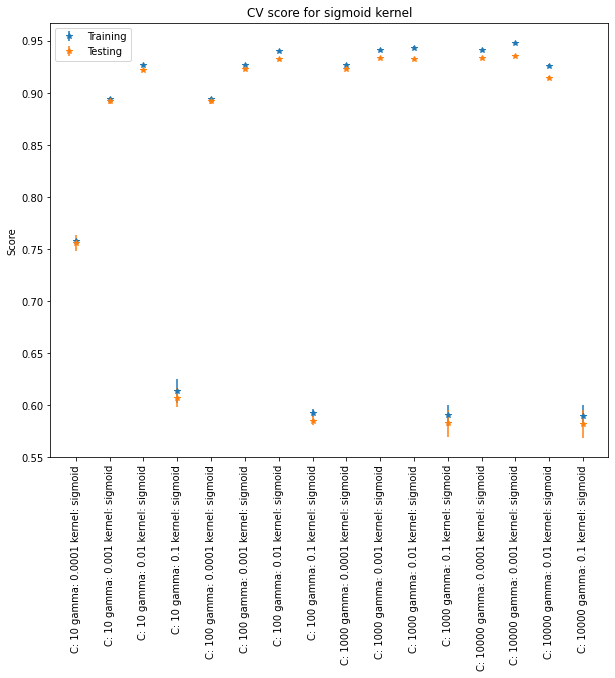 CV score for sigmoid kernel
Training
Testing
Score
0.95
0.90
0.85
0.80
0.75
0.70
0.65
0.60
0.55
C: 10 gamma: 0.0001 kernel: sigmoid
C: 10 gamma: 0.001 kernel: sigmoid
C: 10 gamma: 0.01 kernel: sigmoid
C: 10 gamma: 0.1 kernel: sigmoid
C: 100 gamma: 0.0001 kernel: sigmoid
C: 100 gamma: 0.001 kernel: sigmoid
C: 100 gamma: 0.01 kernel: sigmoid
C: 100 gamma: 0.1 kernel: sigmoid
C: 1000 gamma: 0.0001 kernel: sigmoid
C: 1000 gamma: 0.001 kernel: sigmoid
C: 1000 gamma: 0.01 kernel: sigmoid
C: 1000 gamma: 0.1 kernel: sigmoid
C: 10000 gamma: 0.0001 kernel: sigmoid
C: 10000 gamma: 0.001 kernel: sigmoid
C: 10000 gamma: 0.01 kernel: sigmoid
C: 10000 gamma: 0.1 kernel: sigmoid